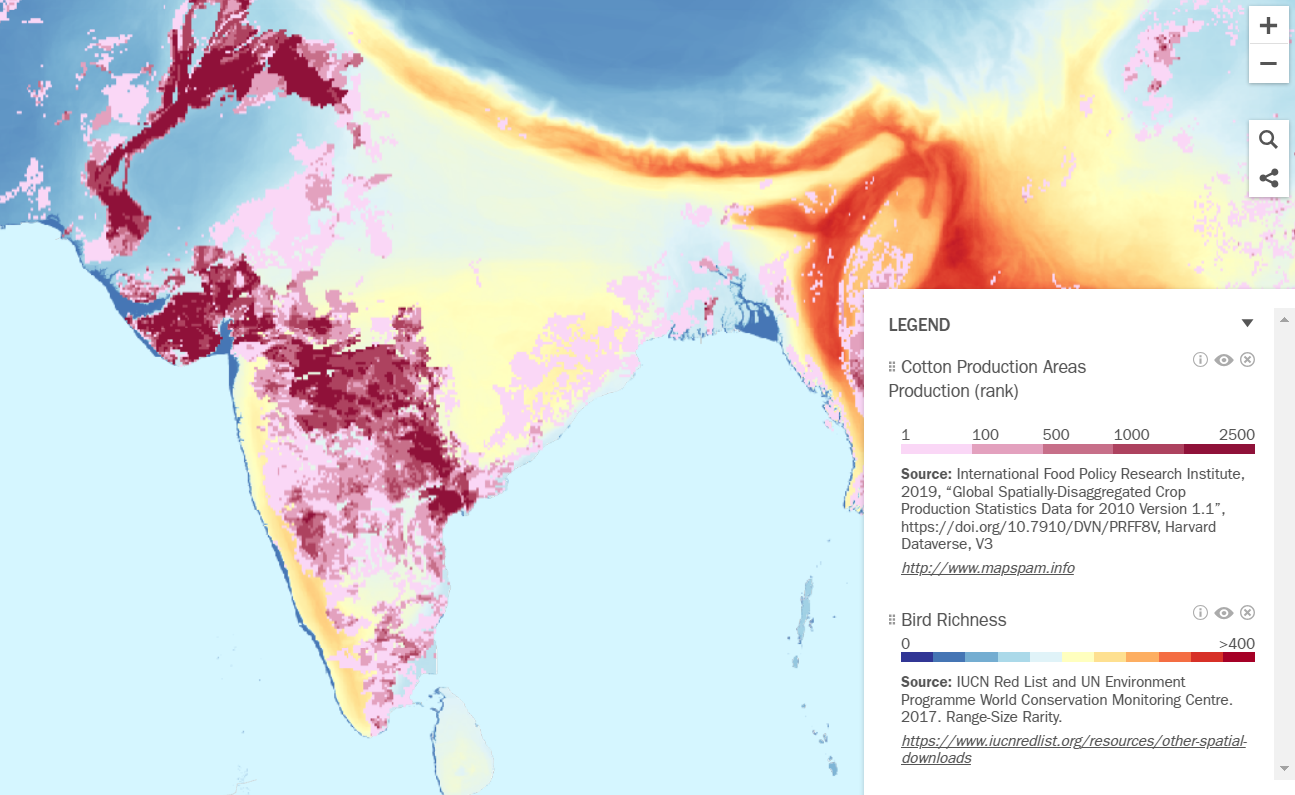 LEGEND
Cotton Production Areas
Production (rank)
1 100 500 1000 2500
Source: International Food Policy Research Institute,
2019, “Global Spatially-Disaggregated Crop
Production Statistics Data for 2010 Version 1.1”,
https://doi.org/10.7910/DVN/PRFF8V, Harvard
Dataverse, V3
http://www.mapspam.info
Bird Richness
0 >400
Source: IUCN Red List and UN Environment
Programme World Conservation Monitoring Centre.
2017. Range-Size Rarity.
https://www.iucnredlist.org/resources/other-spatial-
downloads